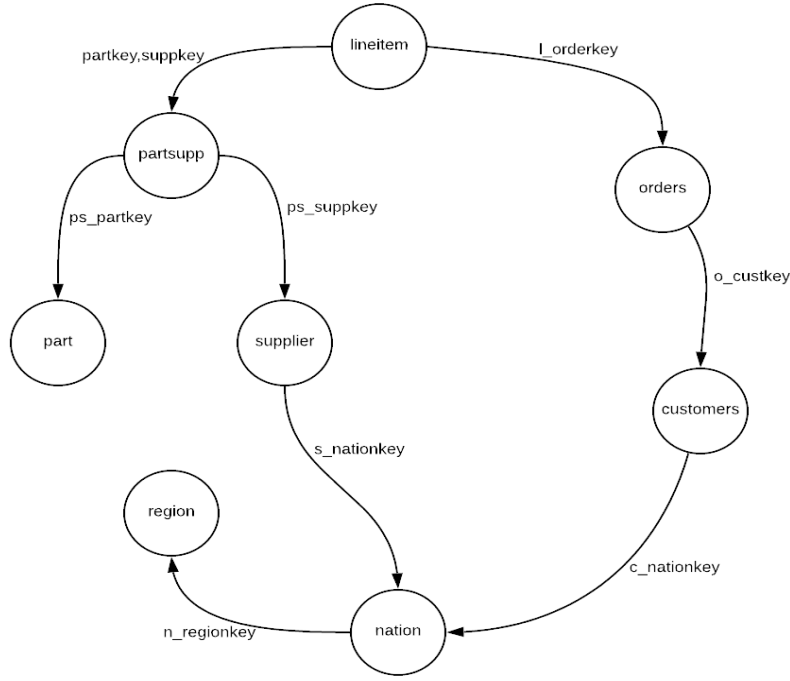 lineitem
partkey,suppkey
l_orderkey
partsupp
orders
ps_partkey
ps_suppkey
o_custkey
part
supplier
customers
s_nationkey
region
c_nationkey
n_regionkey
nation